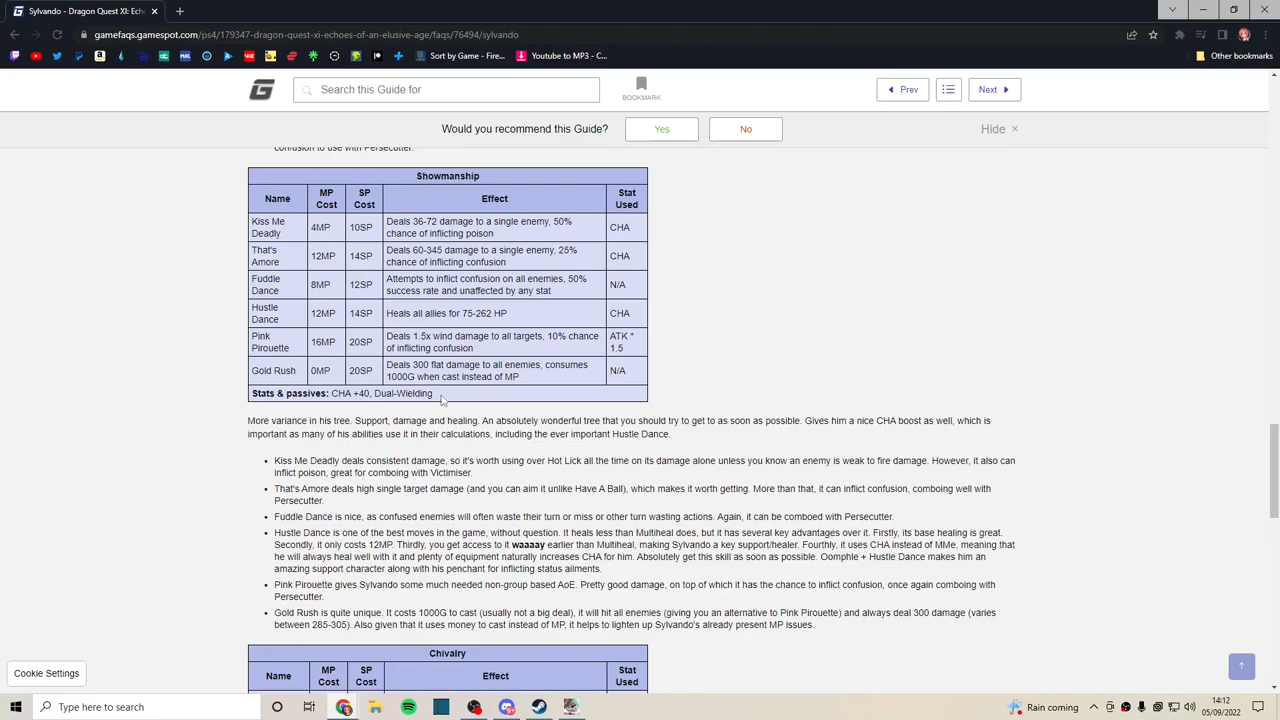 Sylvando - Dragon Quest XI: Ech
gamefaqs.gamespot.com/ps4/179347-dragon-quest-xi-echoes-of-an-elusive-age/faqs/76494/sylvando
Sort by Game - Fire...
Youtube to MP3 - C...
Other bookmarks
Search this Guide for
BOOKMARK
Prev
Next
Would you recommend this Guide?
Yes
No
Hide ×
confusion to use with Persecutter.
Showmanship
Name MP Cost SP Cost Effect Stat Used
Kiss Me Deadly 4MP 10SP Deals 36-72 damage to a single enemy, 50% chance of inflicting poison CHA
That's Amore 12MP 14SP Deals 60-345 damage to a single enemy, 25% chance of inflicting confusion CHA
Fuddle Dance 8MP 12SP Attempts to inflict confusion on all enemies, 50% success rate and unaffected by any stat N/A
Hustle Dance 12MP 14SP Heals all allies for 75-262 HP CHA
Pink Pirouette 16MP 20SP Deals 1.5x wind damage to all targets, 10% chance of inflicting confusion ATK * 1.5
Gold Rush 0MP 20SP Deals 300 flat damage to all enemies, consumes 1000G when cast instead of MP N/A
Stats & passives: CHA +40, Dual-Wielding
More variance in his tree. Support, damage and healing. An absolutely wonderful tree that you should try to get to as soon as possible. Gives him a nice CHA boost as well, which is
important as many of his abilities use it in their calculations, including the ever important Hustle Dance.
Kiss Me Deadly deals consistent damage, so it's worth using over Hot Lick all the time on its damage alone unless you know an enemy is weak to fire damage. However, it also can
inflict poison, great for comboing with Victimiser.
That's Amore deals high single target damage (and you can aim it unlike Have A Ball), which makes it worth getting. More than that, it can inflict confusion, comboing well with
Persecutter.
Fuddle Dance is nice, as confused enemies will often waste their turn or miss or other turn wasting actions. Again, it can be comboed with Persecutter.
Hustle Dance is one of the best moves in the game, without question. It heals less than Multiheal does, but it has several key advantages over it. Firstly, its base healing is great.
Secondly, it only costs 12MP. Thirdly, you get access to it waaaay earlier than Multiheal, making Sylvando a key support/healer. Fourthly, it uses CHA instead of MMe, meaning that
he will always heal well with it and plenty of equipment naturally increases CHA for him. Absolutely get this skill as soon as possible. Oomphle + Hustle Dance makes him an
amazing support character along with his penchant for inflicting status ailments.
Pink Pirouette gives Sylvando some much needed non-group based AoE. Pretty good damage, on top of which it has the chance to inflict confusion, once again comboing with
Persecutter.
Gold Rush is quite unique. It costs 1000G to cast (usually not a big deal), it will hit all enemies (giving you an alternative to Pink Pirouette) and always deal 300 damage (varies
between 285-305). Also given that it uses money to cast instead of MP, it helps to lighten up Sylvando's already present MP issues.
Chivalry
Name MP Cost SP Cost Effect Stat Used
Cookie Settings
Type here to search
Rain coming
14:12
05/09/2022